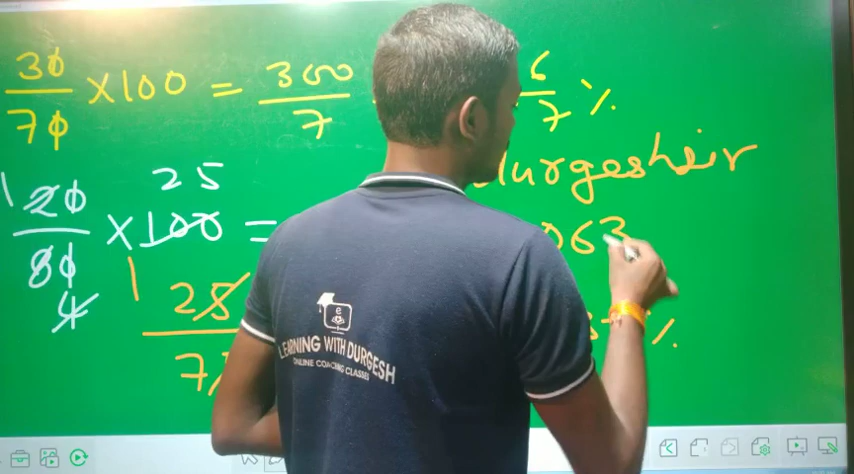 30/70 ×100 = 300/7 6/7 %
durgeshsir
25
1 20/80 ×100 =
4
063
1
25
7
%
e
LEARNING WITH DURGESH
ONLINE COACHING CLASSES